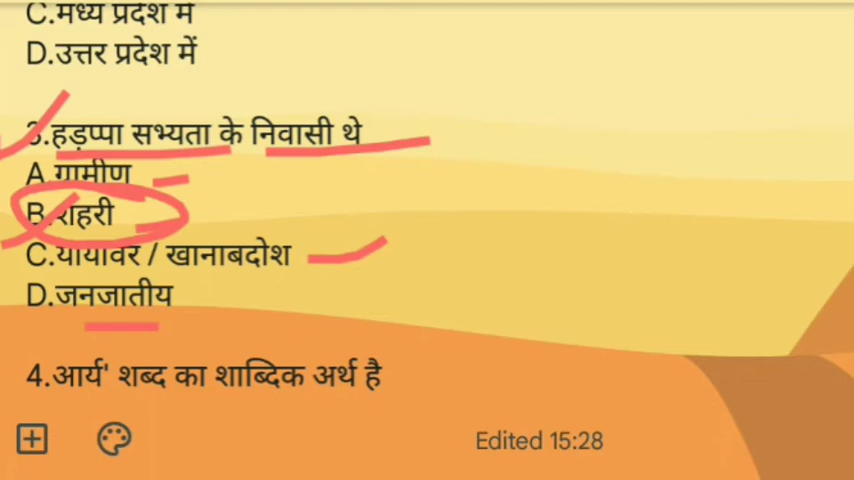 C.मध्य प्रदेश में
D.उत्तर प्रदेश में
3.हड़प्पा सभ्यता के निवासी थे
A.ग्रामीण
B.शहरी
C.यायावर / खानाबदोश
D.जनजातीय
4.आर्य' शब्द का शाब्दिक अर्थ है
Edited 15:28